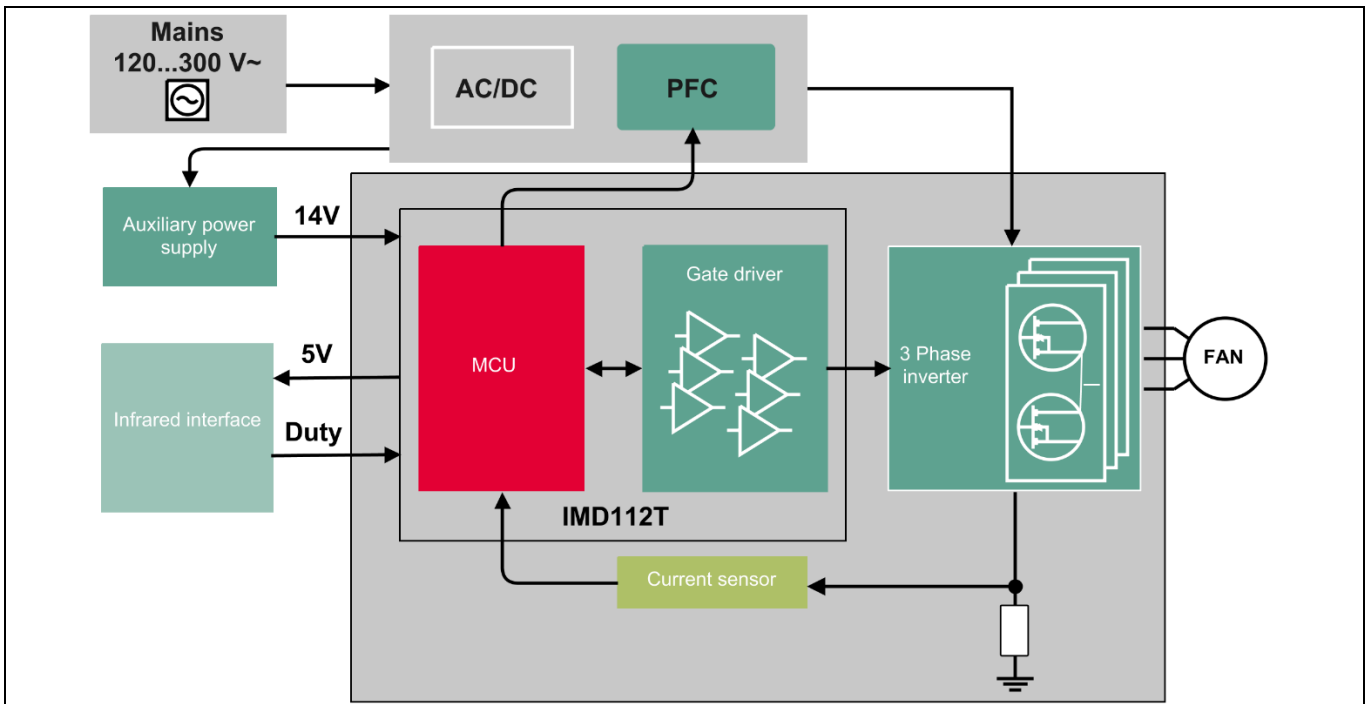 Mains
120...300 V~
AC/DC
PFC
Auxiliary power
supply
14V
5V
Infrared interface
Duty
MCU
Gate driver
3 Phase
inverter
FAN
IMD112T
Current sensor